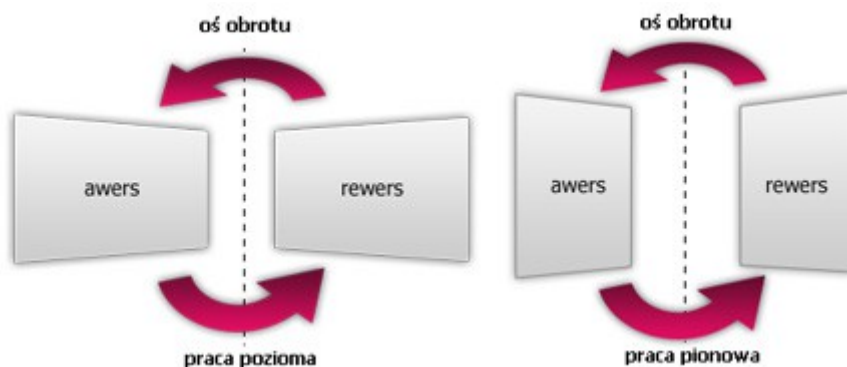 oś obrotu
awers
rewers
praca pozioma
oś obrotu
awers
rewers
praca pionowa